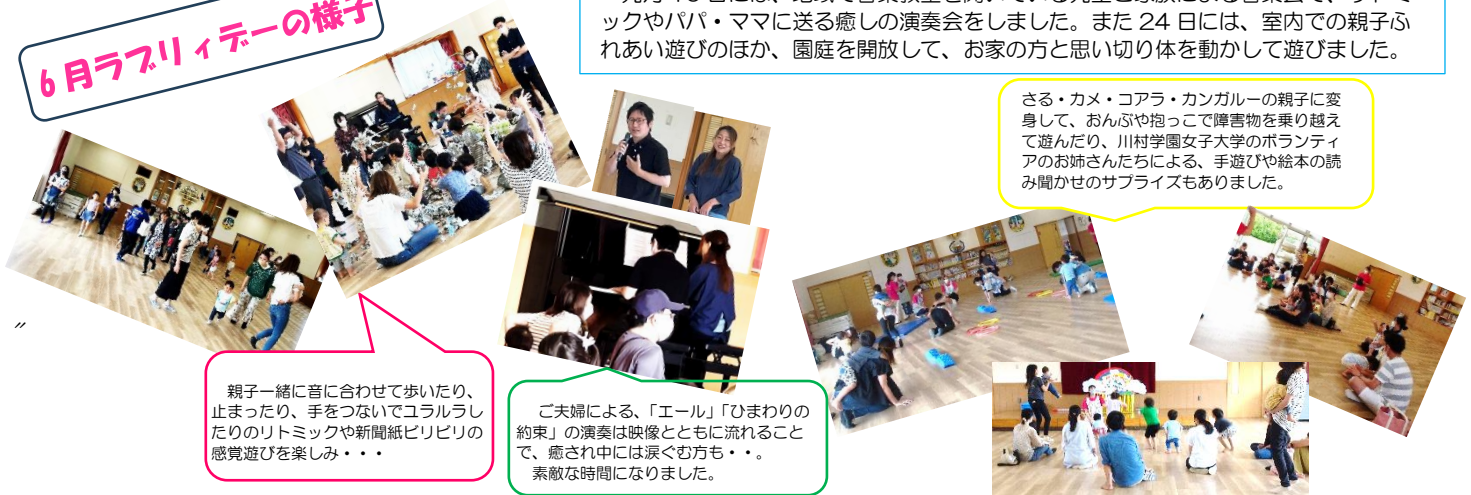 6月ラブリィデーの様子
ックやパパ・ママに送る癒しの演奏会をしました。また 24 日には、室内での親子ふ
れあい遊びのほか、園庭を開放して、お家の方と思い切り体を動かして遊びました。
さる・カメ・コアラ・カンガルーの親子に変
身して、おんぶや抱っこで障害物を乗り越え
て遊んだり、川村学園女子大学のボランティ
アのお姉さんたちによる、手遊びや絵本の読
み聞かせのサプライズもありました。
〃
親子一緒に音に合わせて歩いたり、
止まったり、手をつないでユラルラし
たりのリトミックや新聞紙ビリビリの
感覚遊びを楽しみ・・・
ご夫婦による、「エール」「ひまわりの
約束」の演奏は映像とともに流れること
で、癒され中には涙ぐむ方も・・。
素敵な時間になりました。